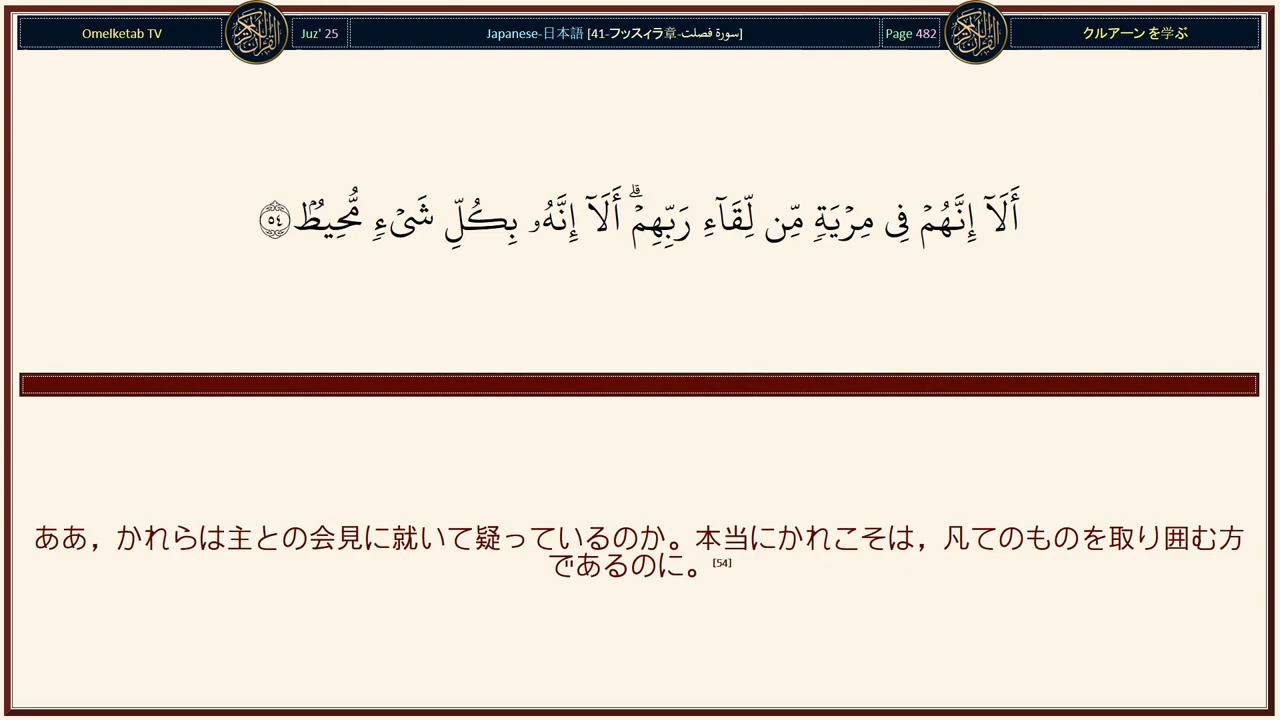 Omelketab TV
Juz' 25
Japanese-日本語 [41-フッスィラ章-سورة فصلت]
Page 482
クルアーン を学ぶ
أَلَآ إِنَّهُمْ فِى مِرْيَةٍ مِّن لِّقَآءِ رَبِّهِمْ ۗ أَلَآ إِنَّهُۥ بِكُلِّ شَىْءٍ مُّحِيطٌۢ ٥٤
ああ，かれらは主との会見に就いて疑っているのか。本当にかれこそは，凡てのものを取り囲む方
であるのに。[54]